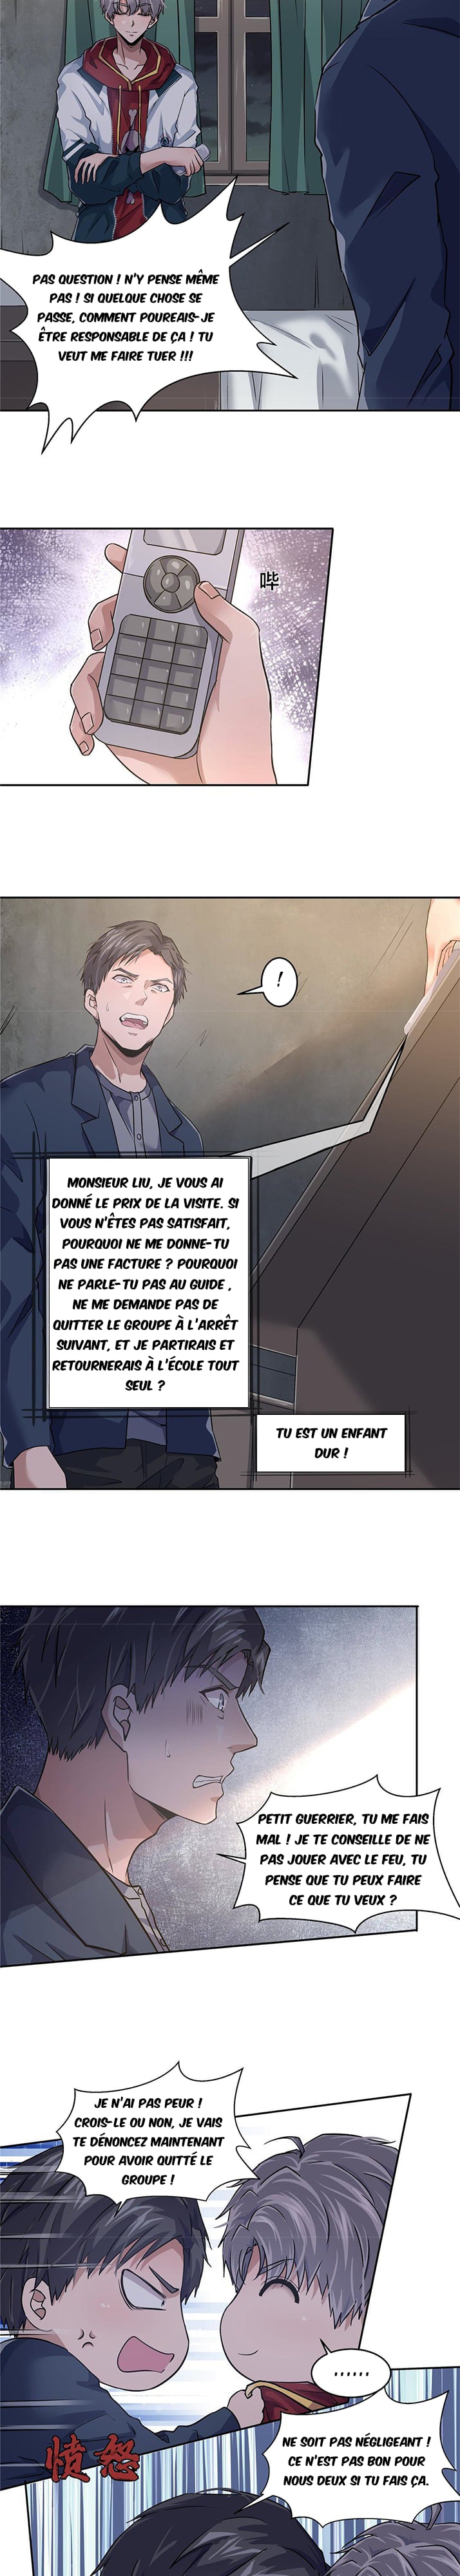 PAS QUESTION ! N'Y PENSE MÊME
PAS ! SI QUELQUE CHOSE SE
PASSE, COMMENT POUREAIS-JE
ÊTRE RESPONSABLE DE ÇA ! TU
VEUT ME FAIRE TUER !!!
哔
!
MONSIEUR LIU, JE VOUS AI
DONNÉ LE PRIX DE LA VISITE. SI
VOUS N'ÊTES PAS SATISFAIT,
POURQUOI NE ME DONNE-TU
PAS UNE FACTURE ? POURQUOI
NE PARLE-TU PAS AU GUIDE ,
NE ME DEMANDE PAS DE
QUITTER LE GROUPE À L'ARRÊT
SUIVANT, ET JE PARTIRAIS ET
RETOURNERAIS À L'ÉCOLE TOUT
SEUL ?
TU EST UN ENFANT
DUR !
PETIT GUERRIER, TU ME FAIS
MAL ! JE TE CONSEILLE DE NE
PAS JOUER AVEC LE FEU, TU
PENSE QUE TU PEUX FAIRE
CE QUE TU VEUX ?
JE N'AI PAS PEUR !
CROIS-LE OU NON, JE VAIS
TE DÉNONCEZ MAINTENANT
POUR AVOIR QUITTÉ LE
GROUPE !
......
愤怒
NE SOIT PAS NÉGLIGEANT !
CE N'EST PAS BON POUR
NOUS DEUX SI TU FAIS ÇA.